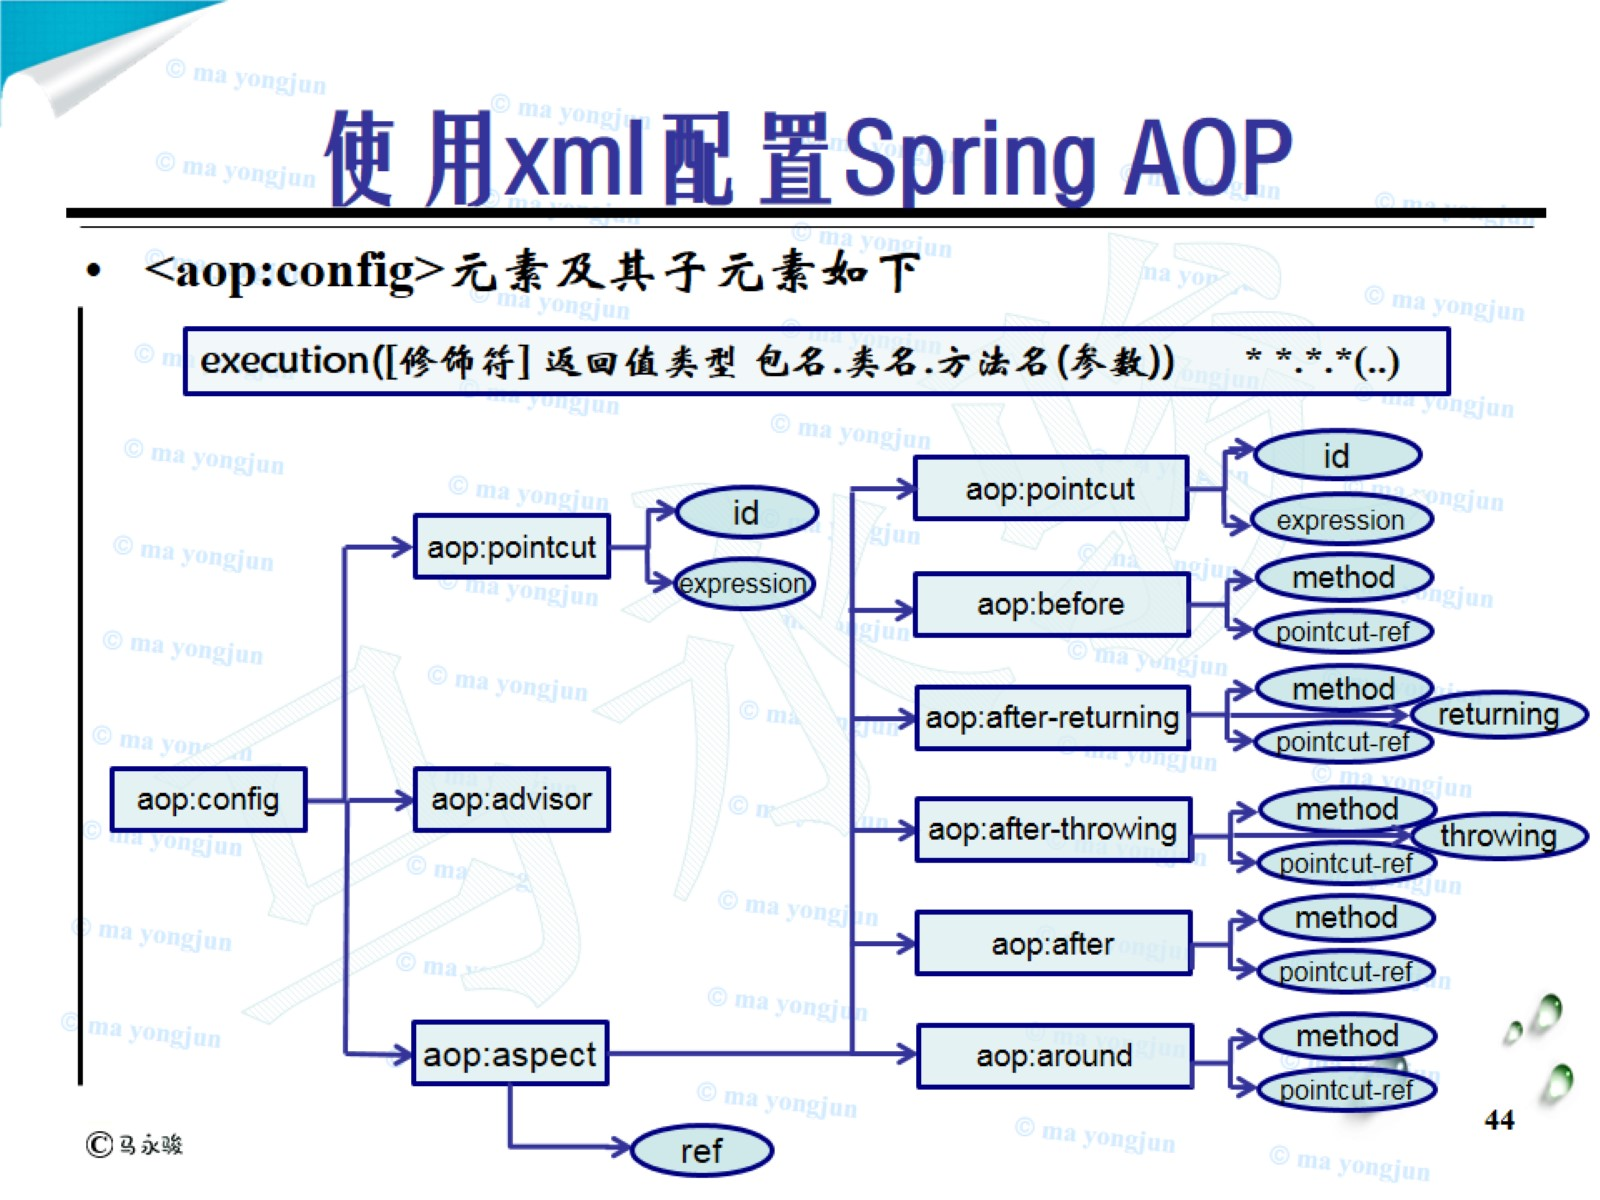 使用xml配置Spring AOP
• <aop:config>元素及其子元素如下
execution([修饰符] 返回值类型 包名.类名.方法名(参数)) * *.*.*(..)
aop:config
aop:pointcut
id
expression
aop:advisor
aop:aspect
ref
aop:pointcut
id
expression
aop:before
method
pointcut-ref
aop:after-returning
method
returning
pointcut-ref
aop:after-throwing
method
throwing
pointcut-ref
aop:after
method
pointcut-ref
aop:around
method
pointcut-ref
©马永骏
44
© ma yongjun